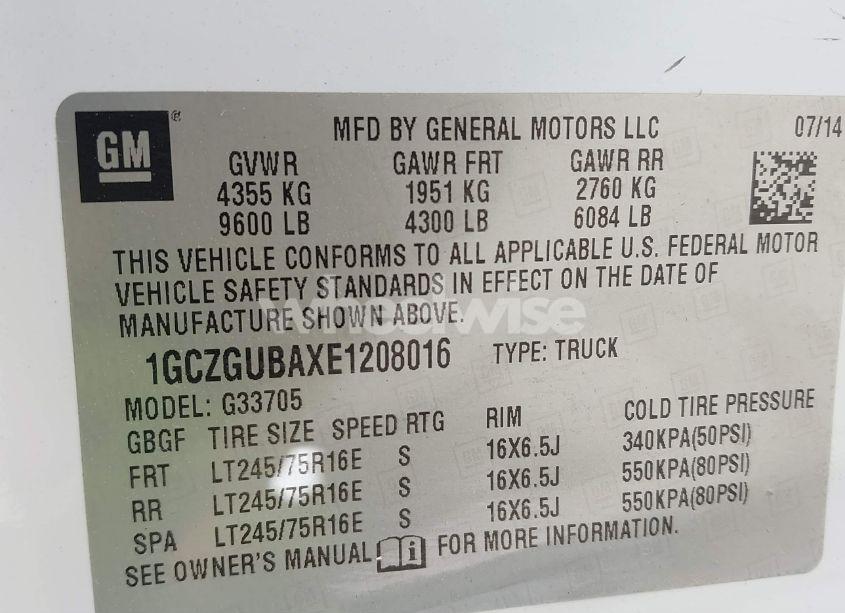 GM ®
MFD BY GENERAL MOTORS LLC 07/14
GVWR GAWR FRT GAWR RR
4355 KG 1951 KG 2760 KG
9600 LB 4300 LB 6084 LB
THIS VEHICLE CONFORMS TO ALL APPLICABLE U.S. FEDERAL MOTOR
VEHICLE SAFETY STANDARDS IN EFFECT ON THE DATE OF
MANUFACTURE SHOWN ABOVE.
wheelwise
1GCZGUBAXE1208016 TYPE: TRUCK
MODEL: G33705
GBGF TIRE SIZE SPEED RTG RIM COLD TIRE PRESSURE
FRT LT245/75R16E S 16X6.5J 340KPA(50PSI)
RR LT245/75R16E S 16X6.5J 550KPA(80PSI)
SPA LT245/75R16E S 16X6.5J 550KPA(80PSI)
SEE OWNER'S MANUAL i FOR MORE INFORMATION.